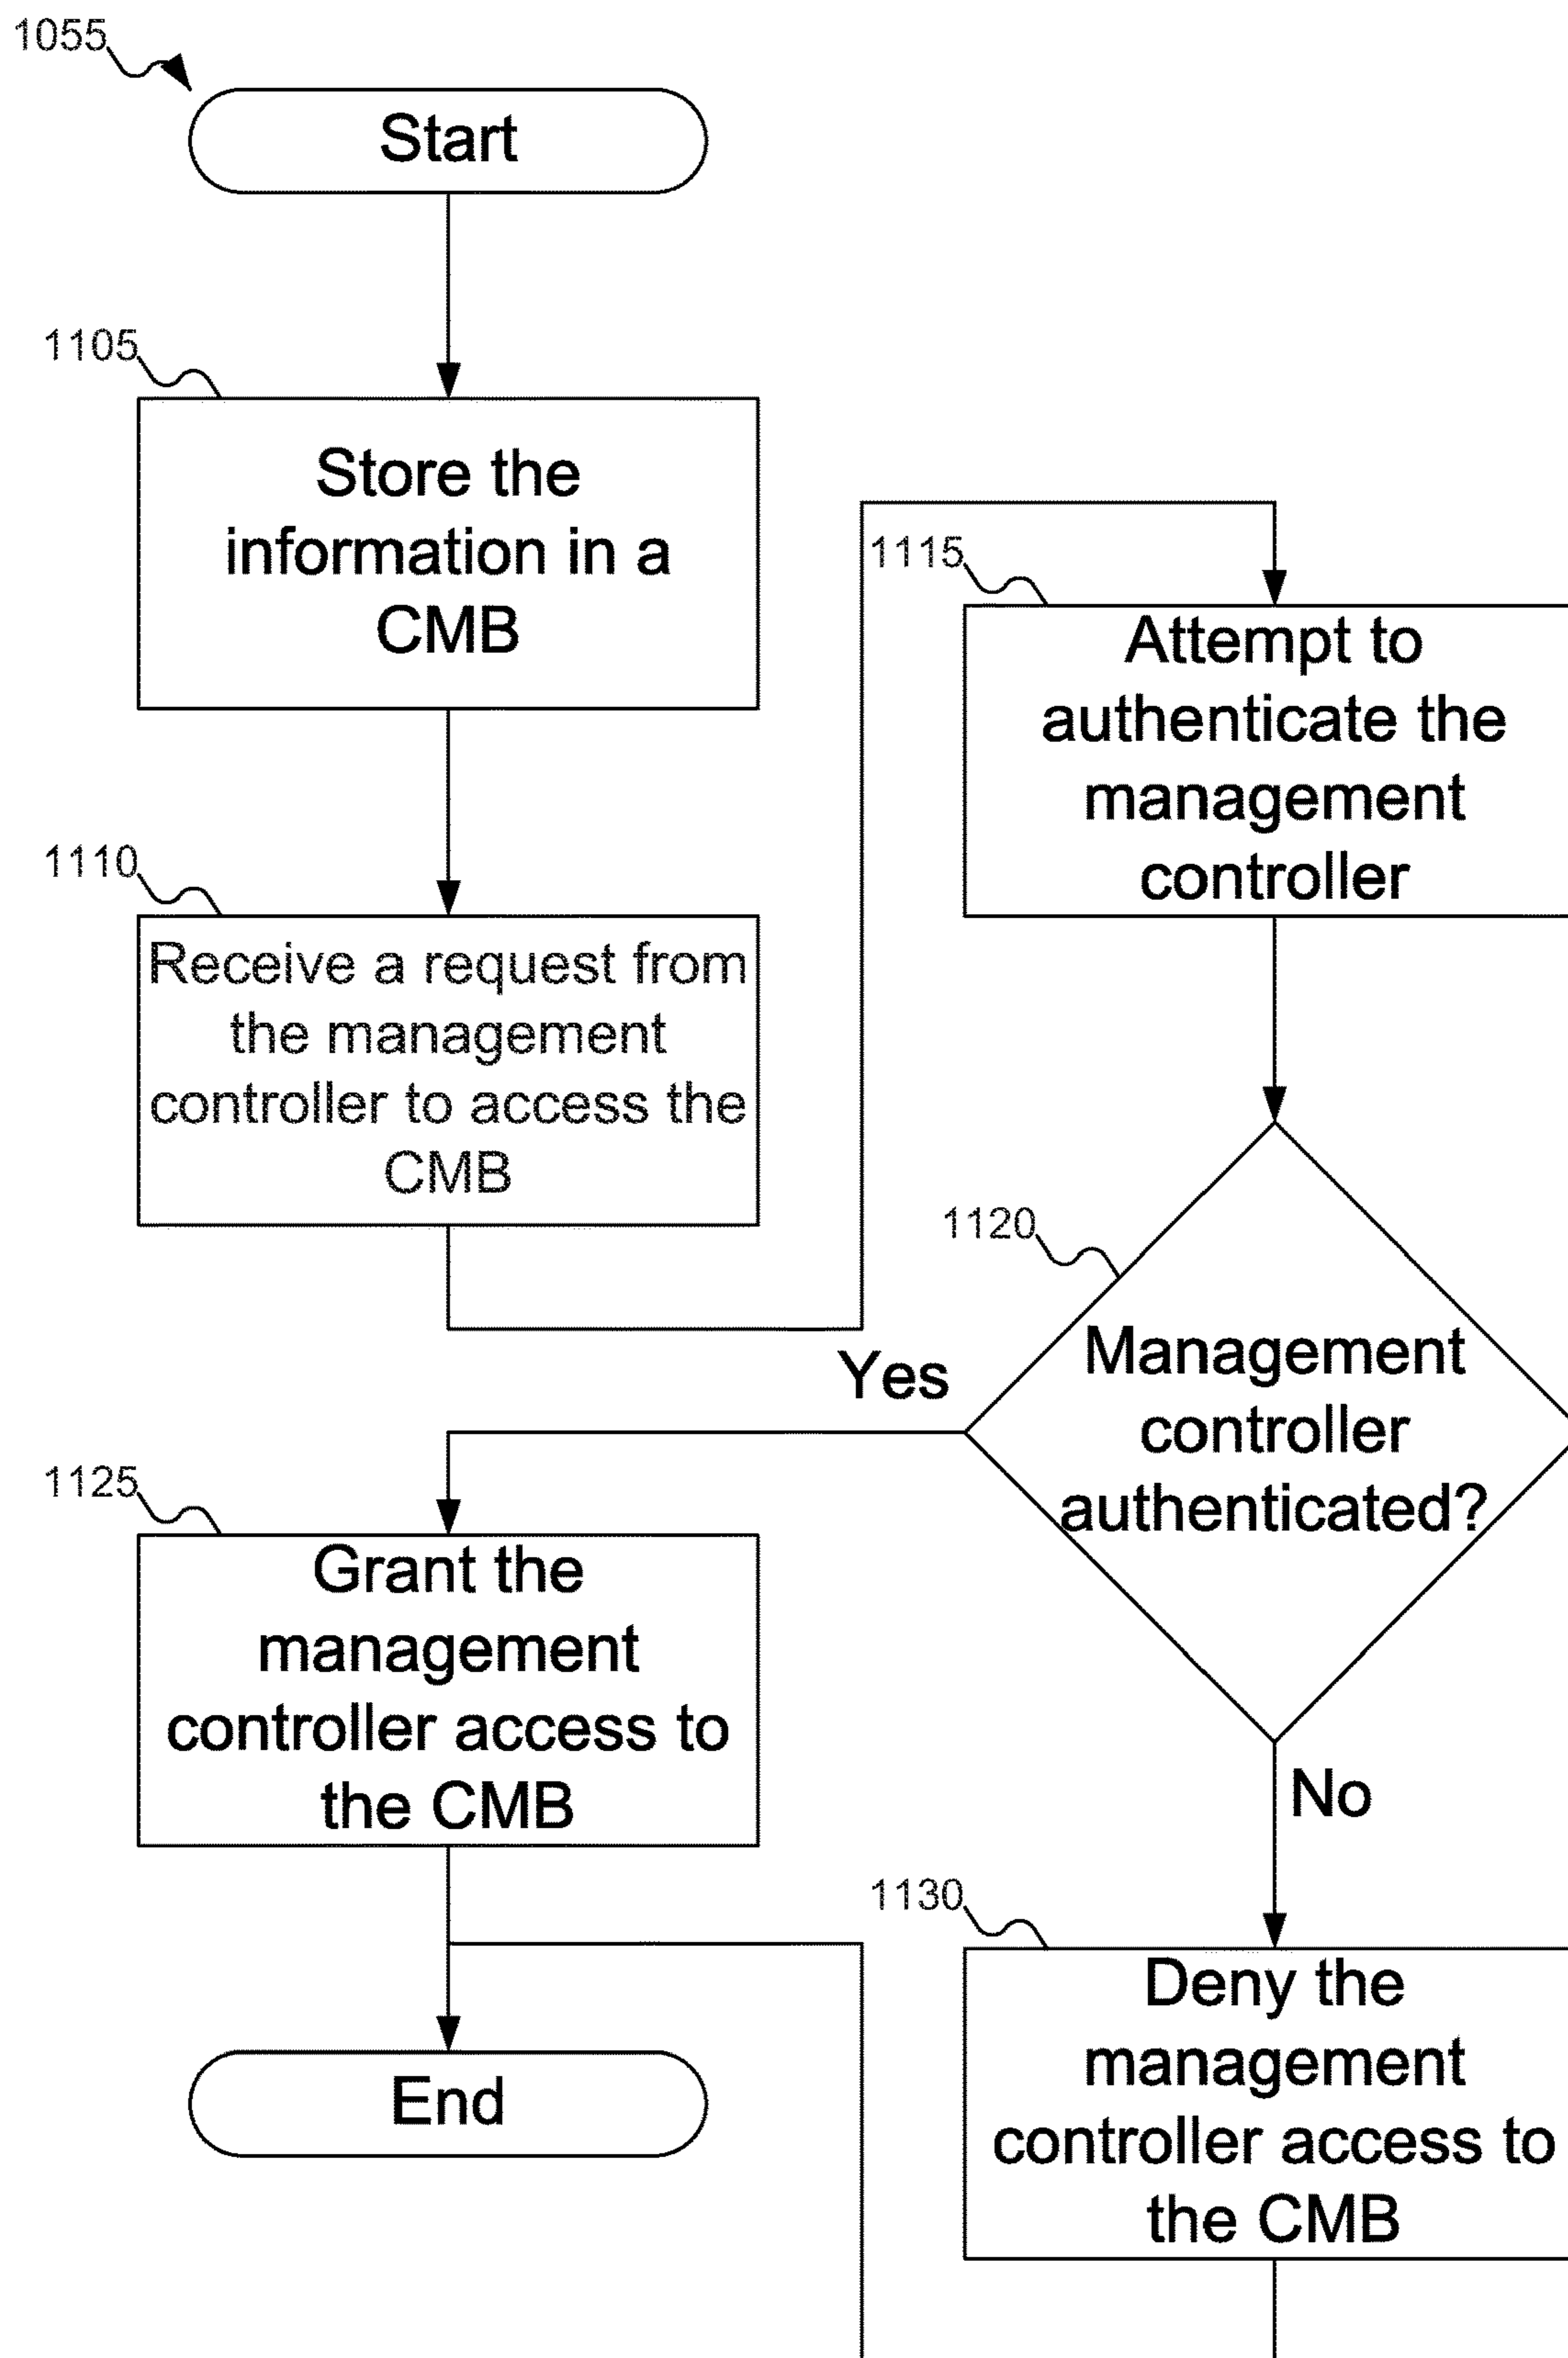 1055
Start
1105
Store the
information in a
CMB
1110
Receive a request from
the management
controller to access the
CMB
1115
Attempt to
authenticate the
management
controller
1120
Management
controller
authenticated?
Yes
No
1125
Grant the
management
controller access to
the CMB
1130
Deny the
management
controller access to
the CMB
End